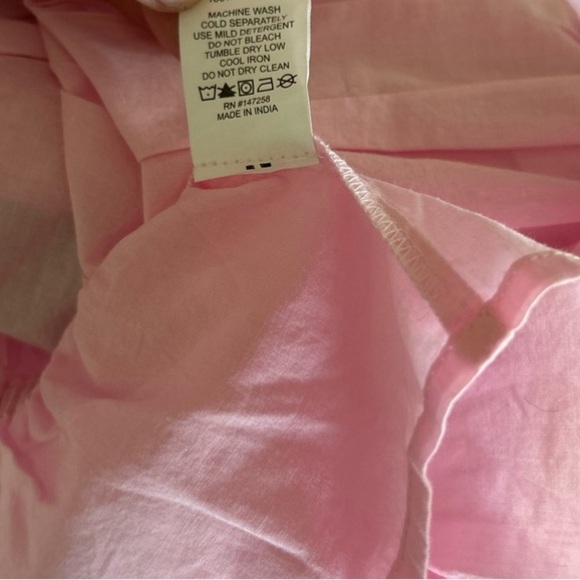 MACHINE WASH
COLD SEPARATELY
USE MILD DETERGENT
DO NOT BLEACH
TUMBLE DRY LOW
COOL IRON
DO NOT DRY CLEAN
RN #147258
MADE IN INDIA